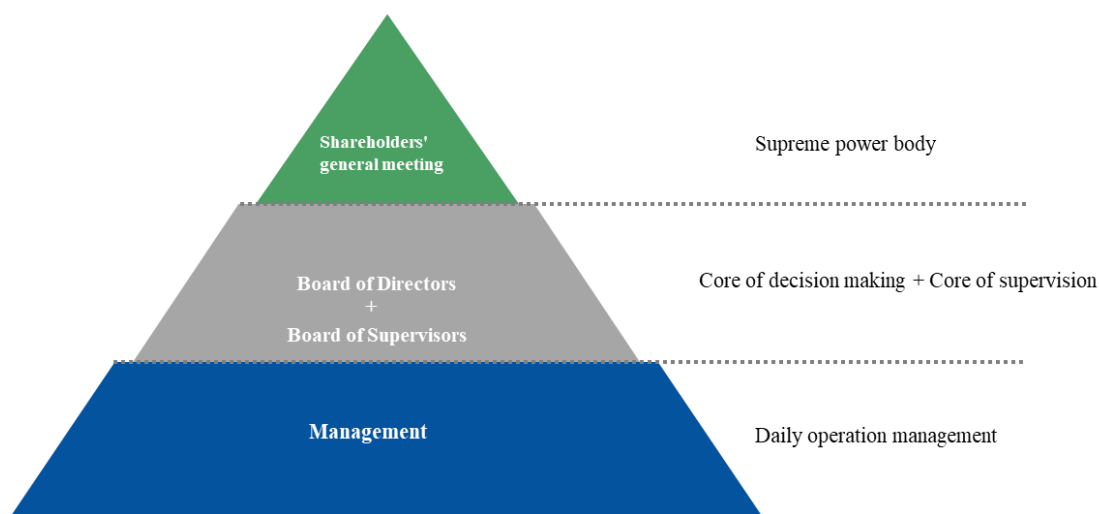 Shareholders'
general meeting
Supreme power body
Board of Directors
+
Board of Supervisors
Core of decision making + Core of supervision
Management
Daily operation management